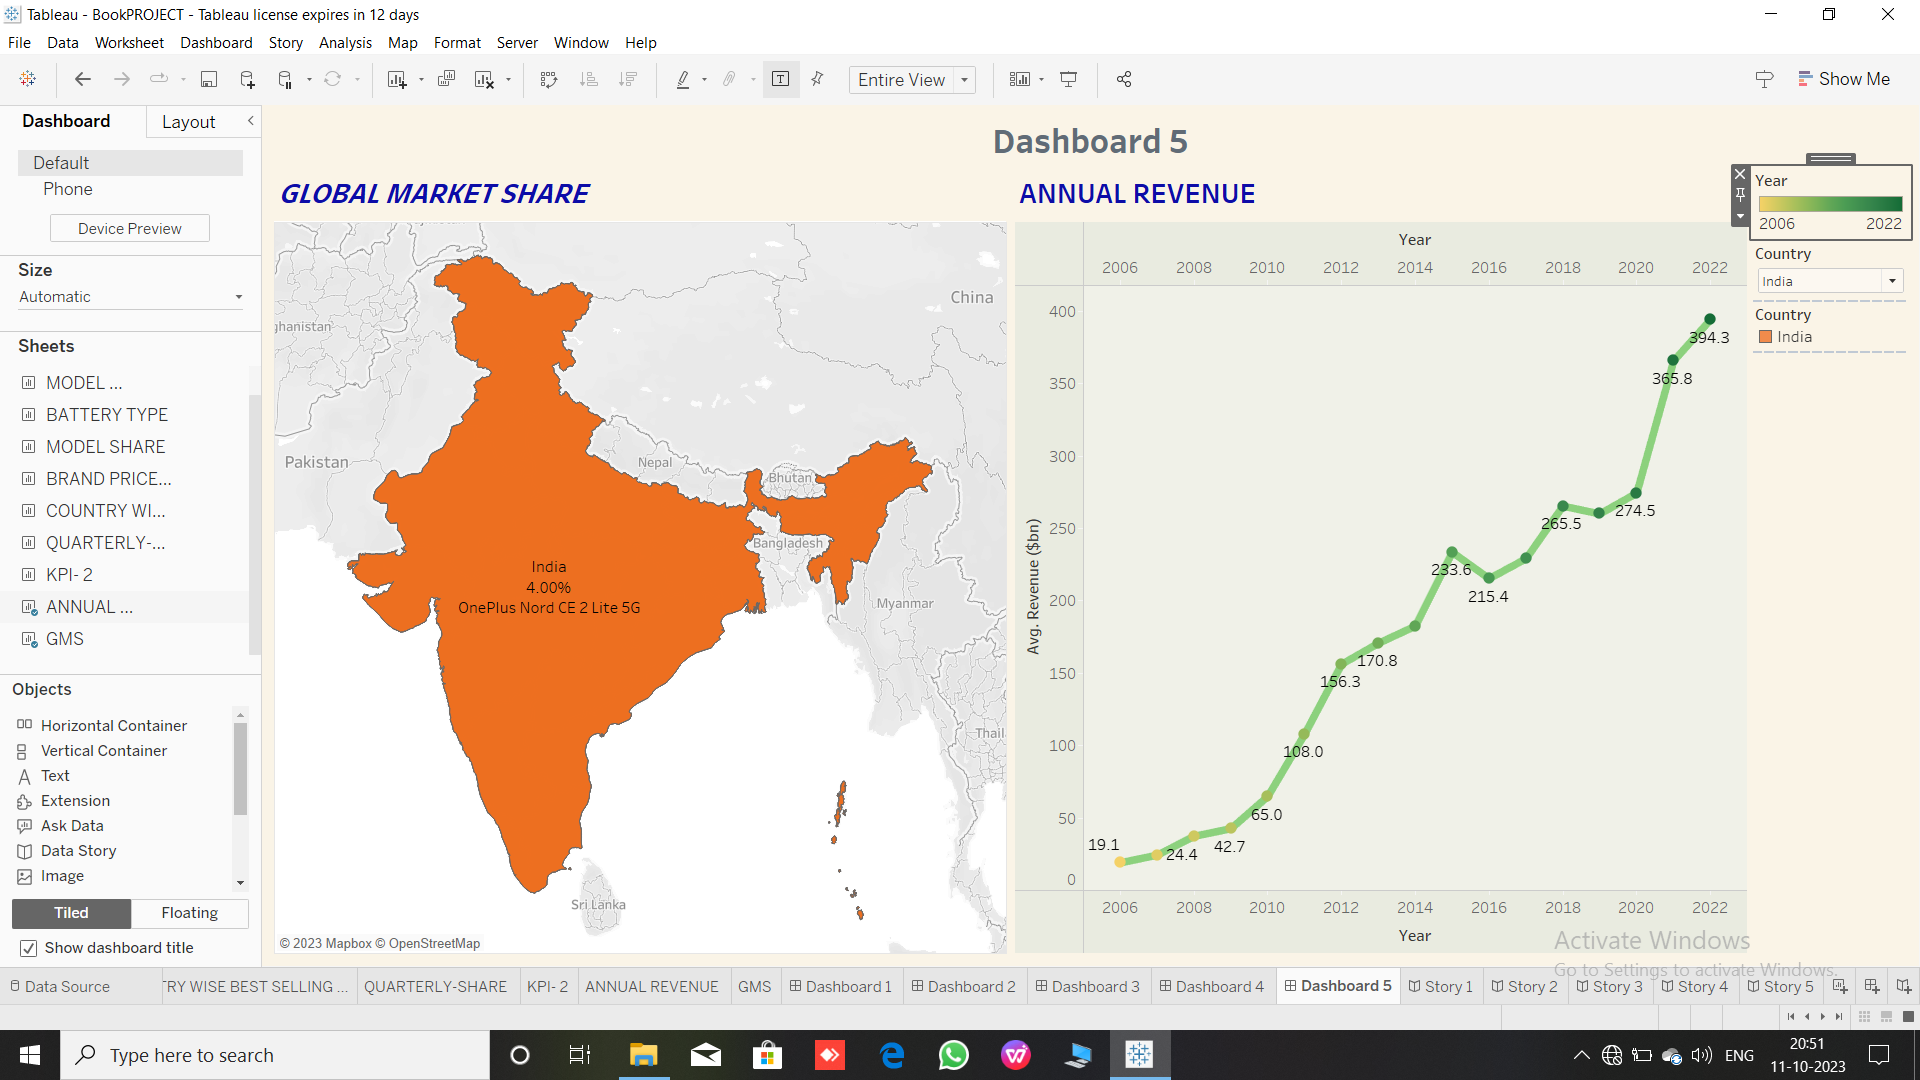 Tableau - BookPROJECT - Tableau license expires in 12 days
File Data Worksheet Dashboard Story Analysis Map Format Server Window Help
Entire View
Show Me
Dashboard Layout
Default
Phone
Device Preview
Size
Automatic
Sheets
MODEL ...
BATTERY TYPE
MODEL SHARE
BRAND PRICE...
COUNTRY WI...
QUARTERLY-...
KPI- 2
ANNUAL ...
GMS
Objects
Horizontal Container
Vertical Container
Text
Extension
Ask Data
Data Story
Image
Tiled Floating
Show dashboard title
Dashboard 5
GLOBAL MARKET SHARE
China
ghanistan
Pakistan
Nepal
Bhutan
Bangladesh
Myanmar
Thail
Sri Lanka
India
4.00%
OnePlus Nord CE 2 Lite 5G
© 2023 Mapbox © OpenStreetMap
ANNUAL REVENUE
Year
2006 2008 2010 2012 2014 2016 2018 2020 2022
400
350
300
250
200
150
100
50
0
Avg. Revenue ($bn)
394.3
365.8
274.5
265.5
233.6
215.4
170.8
156.3
108.0
65.0
42.7
24.4
19.1
2006 2008 2010 2012 2014 2016 2018 2020 2022
Year
Year
2006 2022
Country
India
Country
India
Activate Windows
Go to Settings to activate Windows.
Data Source TRY WISE BEST SELLING ... QUARTERLY-SHARE KPI- 2 ANNUAL REVENUE GMS Dashboard 1 Dashboard 2 Dashboard 3 Dashboard 4 Dashboard 5 Story 1 Story 2 Story 3 Story 4 Story 5
Type here to search
ENG
20:51
11-10-2023